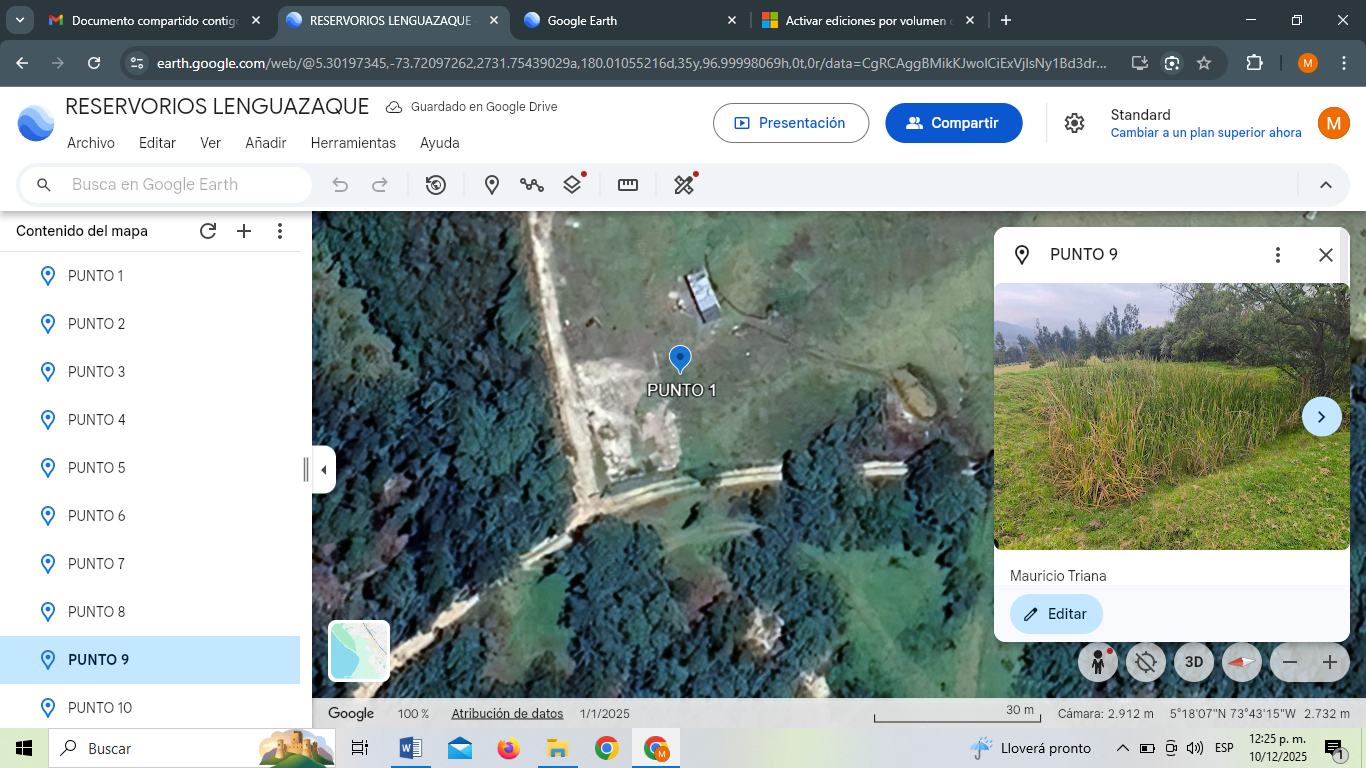 Documento compartido contig
RESERVORIOS LENGUAZAQUE
Google Earth
Activar ediciones por volumen
earth.google.com/web/@5.30197345,-73.72097262,2731.75439029a,180.01055216d,35y,96.99998069h,0t,0r/data=CgRCAggBMikKJwolCiExVjlsNy1Bd3dr...
M
RESERVORIOS LENGUAZAQUE
Guardado en Google Drive
Archivo Editar Ver Añadir Herramientas Ayuda
Presentación
Compartir
Standard
Cambiar a un plan superior ahora
M
Busca en Google Earth
Contenido del mapa
PUNTO 1
PUNTO 2
PUNTO 3
PUNTO 4
PUNTO 5
PUNTO 6
PUNTO 7
PUNTO 8
PUNTO 9
PUNTO 10
PUNTO 1
PUNTO 9
Mauricio Triana
Editar
3D
Google 100 % Atribución de datos 1/1/2025 30 m Cámara: 2.912 m 5°18'07"N 73°43'15"W 2.732 m
Buscar
M
Lloverá pronto
ESP
12:25 p. m.
10/12/2025
1